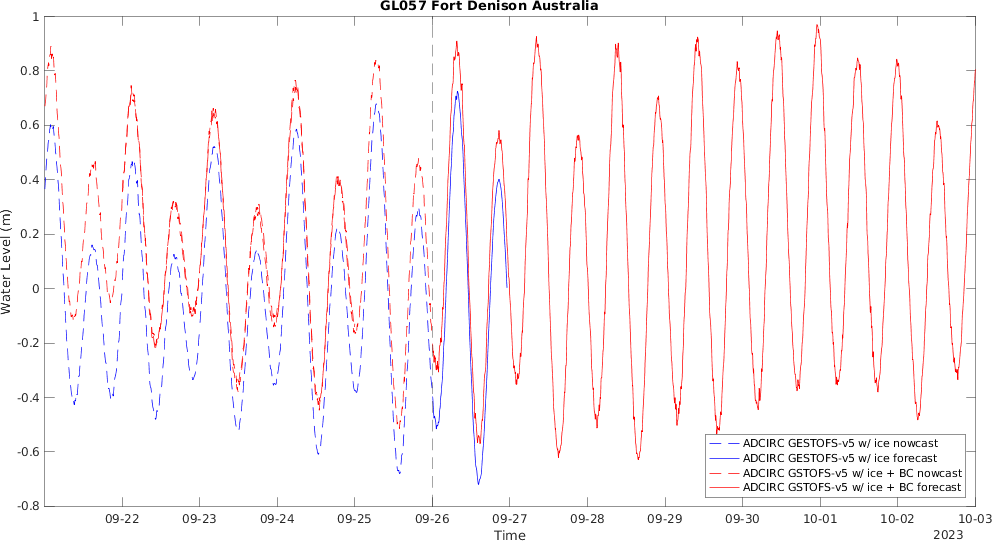 GL057 Fort Denison Australia
Water Level (m)
1
0.8
0.6
0.4
0.2
0
-0.2
-0.4
-0.6
-0.8
ADCIRC GESTOFS-v5 w/ ice nowcast
ADCIRC GESTOFS-v5 w/ ice forecast
ADCIRC GSTOFS-v5 w/ ice + BC nowcast
ADCIRC GSTOFS-v5 w/ ice + BC forecast
09-22 09-23 09-24 09-25 09-26 09-27 09-28 09-29 09-30 10-01 10-02 10-03
Time
2023